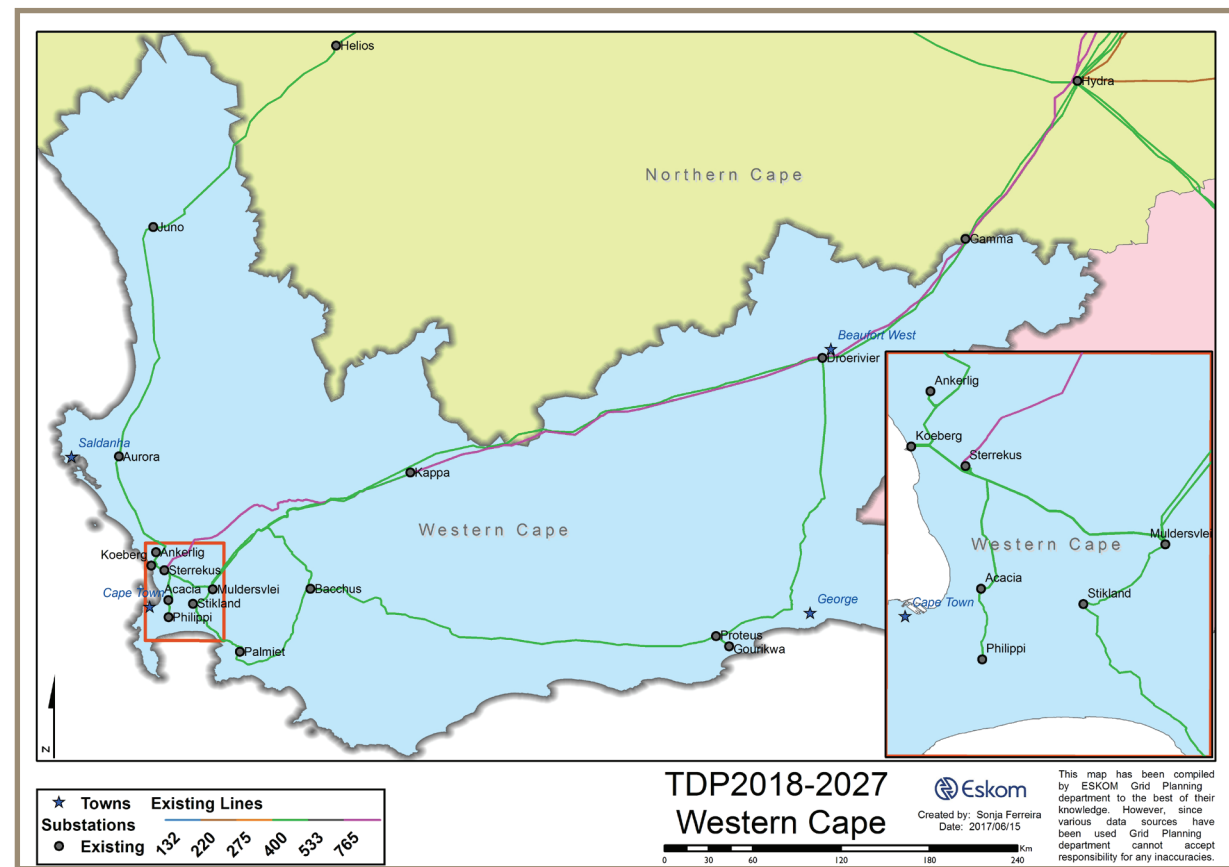 Helios
Hydra
Northern Cape
Juno
Gamma
Beaufort West
Droerivier
Saldanha
Aurora
Kappa
Western Cape
Koeberg
Ankerlig
Sterrekus
Cape Town
Acacia
Muldersvlei
Stikland
Philippi
Bacchus
Palmiet
George
Proteus
Gourikwa
Ankerlig
Koeberg
Sterrekus
Muldersvlei
Western Cape
Acacia
Stikland
Cape Town
Philippi
N
Towns Existing Lines
Substations
Existing
132 220 275 400 533 765
TDP2018-2027
Western Cape
Eskom
Created by: Sonja Ferreira
Date: 2017/06/15
Km
0 30 60 120 180 240
This map has been compiled
by ESKOM Grid Planning
department to the best of their
knowledge. However, since
various data sources have
been used Grid Planning
department cannot accept
responsibility for any inaccuracies.